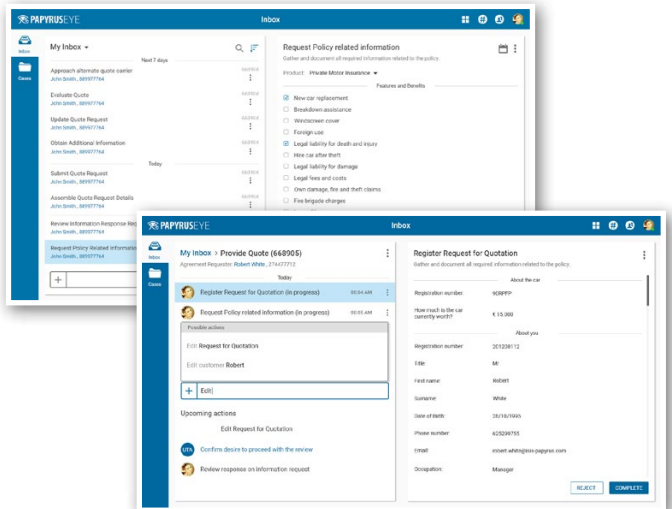 PAPYRUSEYE
Inbox
Inbox
Cases
My Inbox
Next 7 days
Approach alternate quote carrier
John Smith, 889977764
Evaluate Quote
John Smith, 889977764
Update Quote Request
John Smith, 889977764
Obtain Additional Information
John Smith, 889977764
Today
Submit Quote Request
John Smith, 889977764
Assemble Quote Request Details
John Smith, 889977764
Review Information Response Req
John Smith, 889977764
Request Policy Related Information
John Smith, 889977764
+
Request Policy related information
Gather and document all required information related to the policy.
Product: Private Motor Insurance
Features and Benefits
New car replacement
Breakdown assistance
Windscreen cover
Foreign use
Legal liability for death and injury
Hire car after theft
Legal liability for damage
Legal fees and costs
Own damage, fire and theft claims
Fire brigade charges
PAPYRUSEYE
Inbox
Inbox
Cases
My Inbox > Provide Quote (668905)
Agreement Requester: Robert White, 274477712
Today
Register Request for Quotation (in progress)
Request Policy related information (in progress)
Possible actions
Edit Request for Quotation
Edit customer Robert
+ Edit
Upcoming actions
Edit Request for Quotation
UTA Confirm desire to proceed with the review
Review response on information request
Register Request for Quotation
Gather and document all required information related to the policy.
About the car
Registration number:
How much is the car currently worth? € 15.000
About you
Registration number: 201238112
Title: Mr
First name: Robert
Surname: White
Date of Birth: 28/10/1995
Phone number: 625299755
Email:
Occupation: Manager
REJECT
COMPLETE